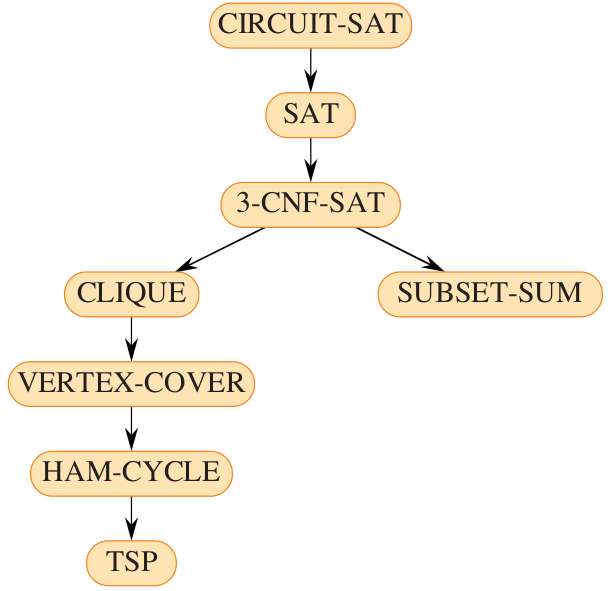 CIRCUIT-SAT
SAT
3-CNF-SAT
CLIQUE
SUBSET-SUM
VERTEX-COVER
HAM-CYCLE
TSP